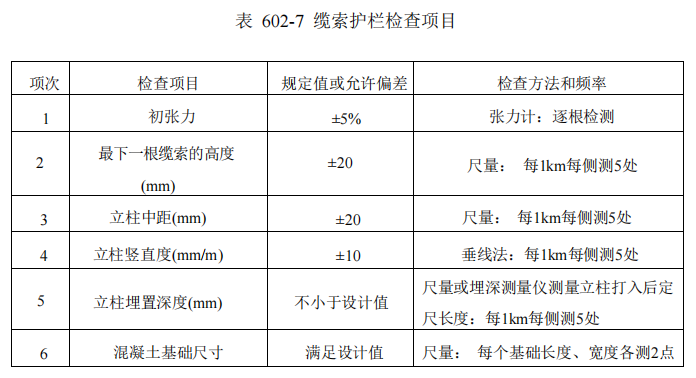 表 602-7 缆索护栏检查项目
项次 检查项目 规定值或允许偏差 检查方法和频率
1 初张力 ±5% 张力计：逐根检测
2 最下一根缆索的高度(mm) ±20 尺量： 每1km每侧测5处
3 立柱中距(mm) ±20 尺量： 每1km每侧测5处
4 立柱竖直度(mm/m) ±10 垂线法：每1km每侧测5处
5 立柱埋置深度(mm) 不小于设计值 尺量或埋深测量仪测量立柱打入后定
尺长度：每1km每侧测5处
6 混凝土基础尺寸 满足设计值 尺量： 每个基础长度、宽度各测2点